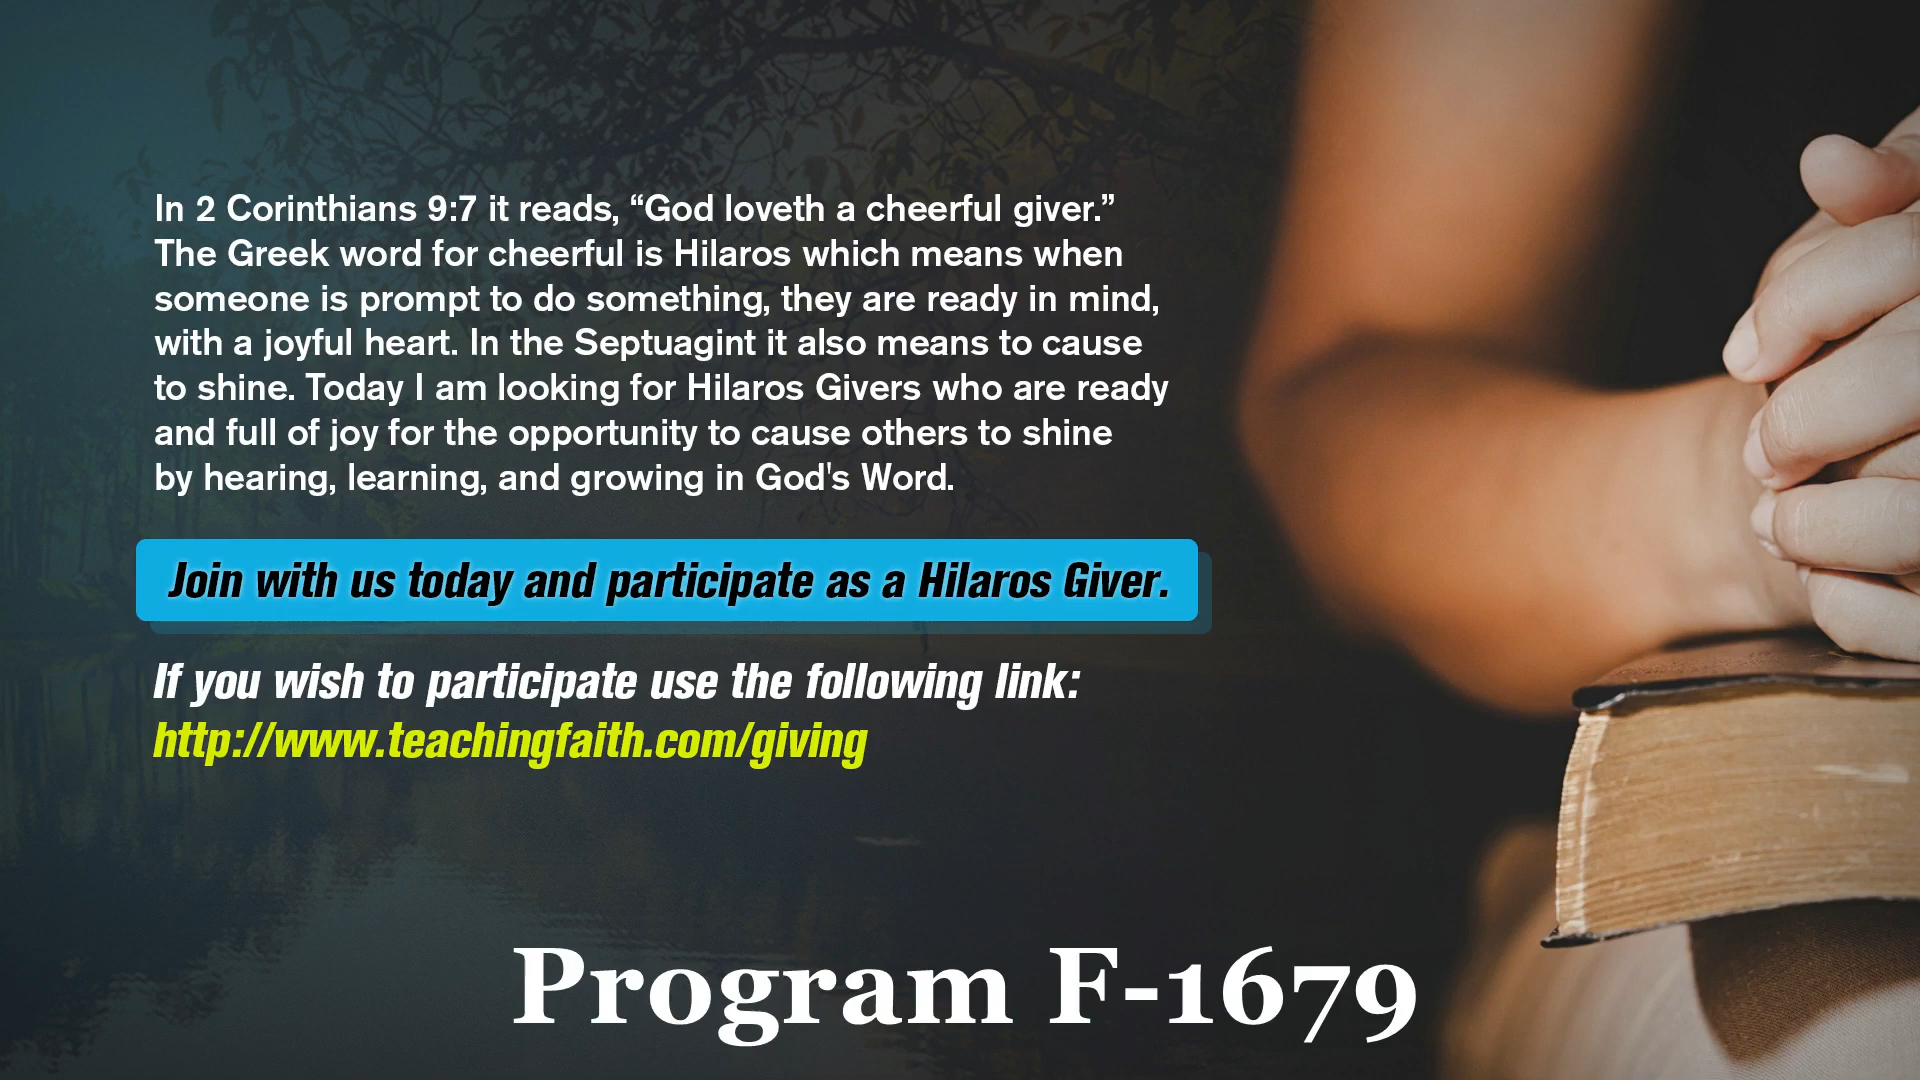 In 2 Corinthians 9:7 it reads, “God loveth a cheerful giver.”
The Greek word for cheerful is Hilaros which means when
someone is prompt to do something, they are ready in mind,
with a joyful heart. In the Septuagint it also means to cause
to shine. Today I am looking for Hilaros Givers who are ready
and full of joy for the opportunity to cause others to shine
by hearing, learning, and growing in God's Word.
Join with us today and participate as a Hilaros Giver.
If you wish to participate use the following link:
http://www.teachingfaith.com/giving
Program F-1679